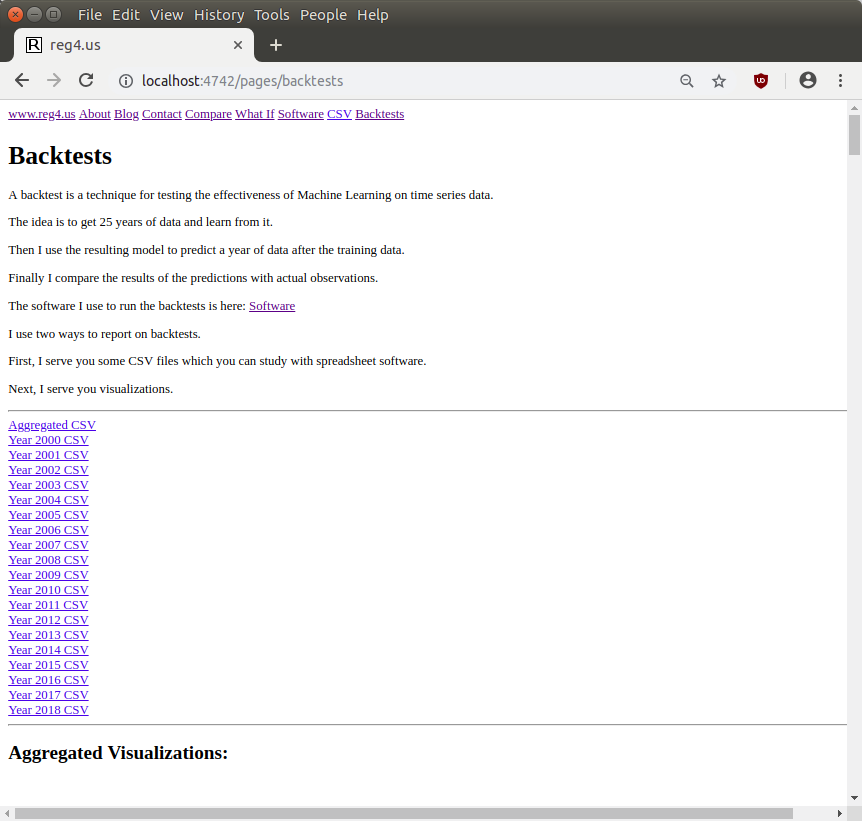 File Edit View History Tools People Help
R reg4.us
localhost:4742/pages/backtests
www.reg4.us About Blog Contact Compare What If Software CSV Backtests
Backtests
A backtest is a technique for testing the effectiveness of Machine Learning on time series data.
The idea is to get 25 years of data and learn from it.
Then I use the resulting model to predict a year of data after the training data.
Finally I compare the results of the predictions with actual observations.
The software I use to run the backtests is here: Software
I use two ways to report on backtests.
First, I serve you some CSV files which you can study with spreadsheet software.
Next, I serve you visualizations.
Aggregated CSV
Year 2000 CSV
Year 2001 CSV
Year 2002 CSV
Year 2003 CSV
Year 2004 CSV
Year 2005 CSV
Year 2006 CSV
Year 2007 CSV
Year 2008 CSV
Year 2009 CSV
Year 2010 CSV
Year 2011 CSV
Year 2012 CSV
Year 2013 CSV
Year 2014 CSV
Year 2015 CSV
Year 2016 CSV
Year 2017 CSV
Year 2018 CSV
Aggregated Visualizations: